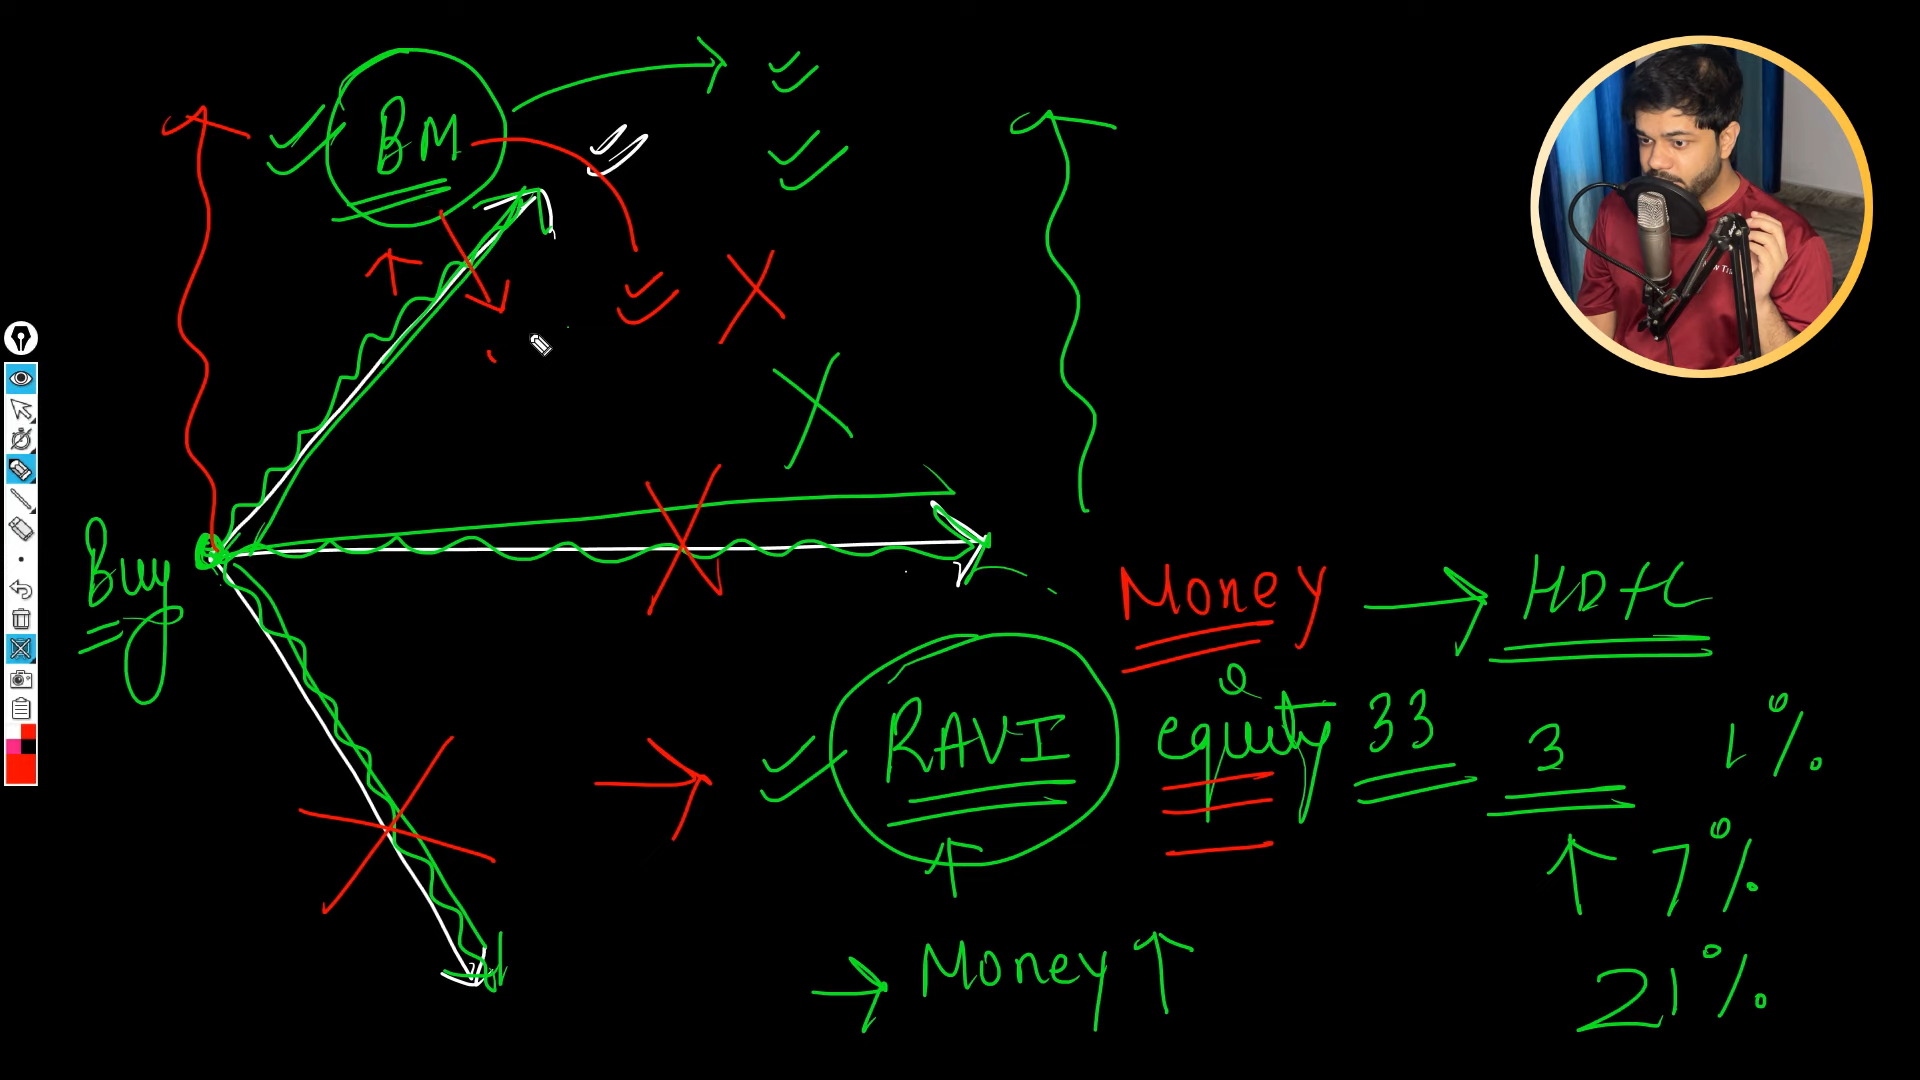 BM
Buy
Money → HDFC
RAVI equity 33 3 1%
↑ 7%
→ Money ↑ 21%